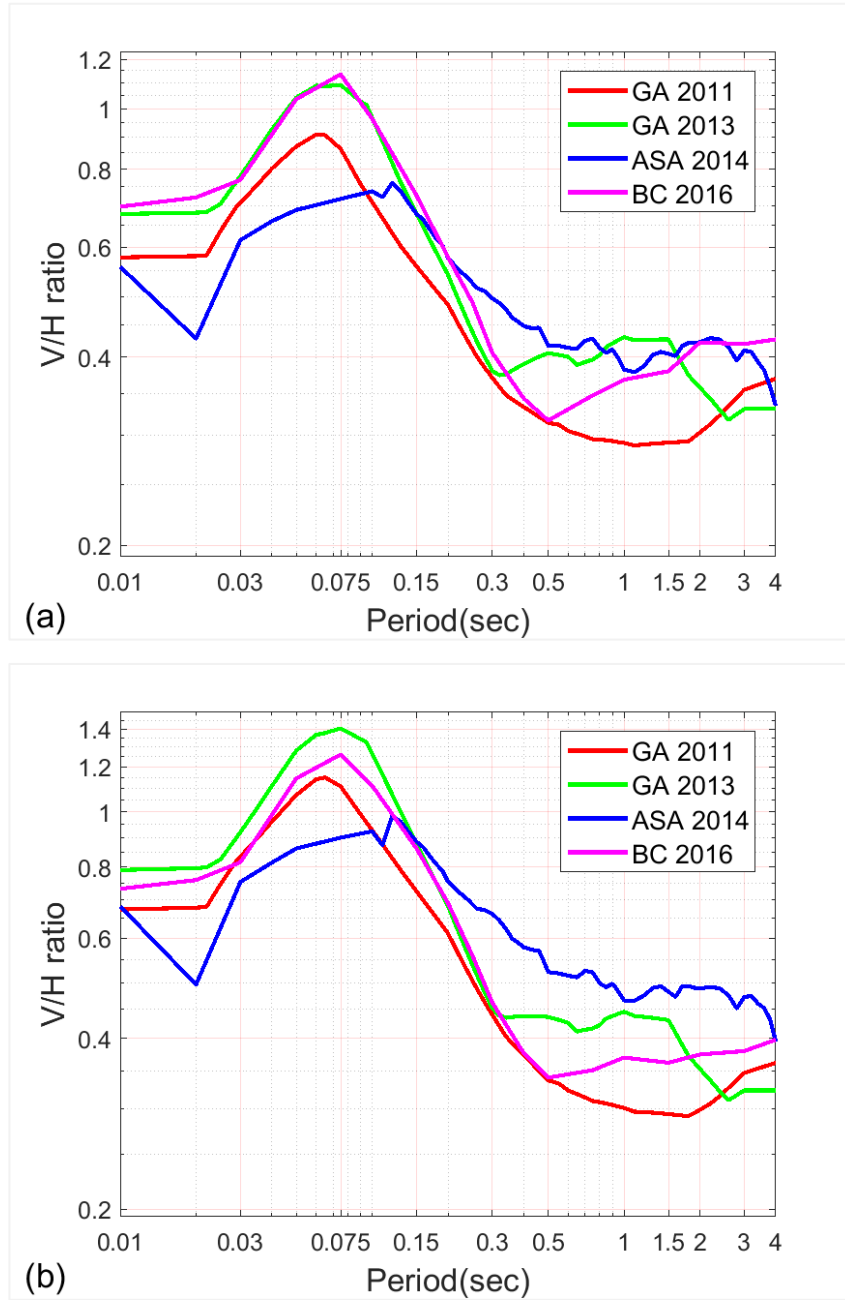 1.2
1
0.8
0.6
0.4
0.2
V/H ratio
GA 2011
GA 2013
ASA 2014
BC 2016
0.01 0.03 0.075 0.15 0.3 0.5 1 1.5 2 3 4
Period(sec)
(a)
1.4
1.2
1
0.8
0.6
0.4
0.2
V/H ratio
GA 2011
GA 2013
ASA 2014
BC 2016
0.01 0.03 0.075 0.15 0.3 0.5 1 1.5 2 3 4
Period(sec)
(b)